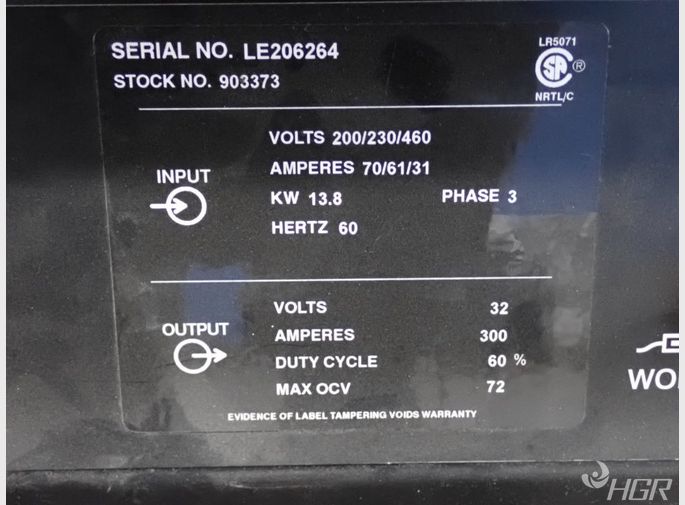 SERIAL NO. LE206264
STOCK NO. 903373
LR5071
SA ®
NRTL/C
INPUT
VOLTS 200/230/460
AMPERES 70/61/31
KW 13.8 PHASE 3
HERTZ 60
OUTPUT
VOLTS 32
AMPERES 300
DUTY CYCLE 60 %
MAX OCV 72
EVIDENCE OF LABEL TAMPERING VOIDS WARRANTY
WO
HGR